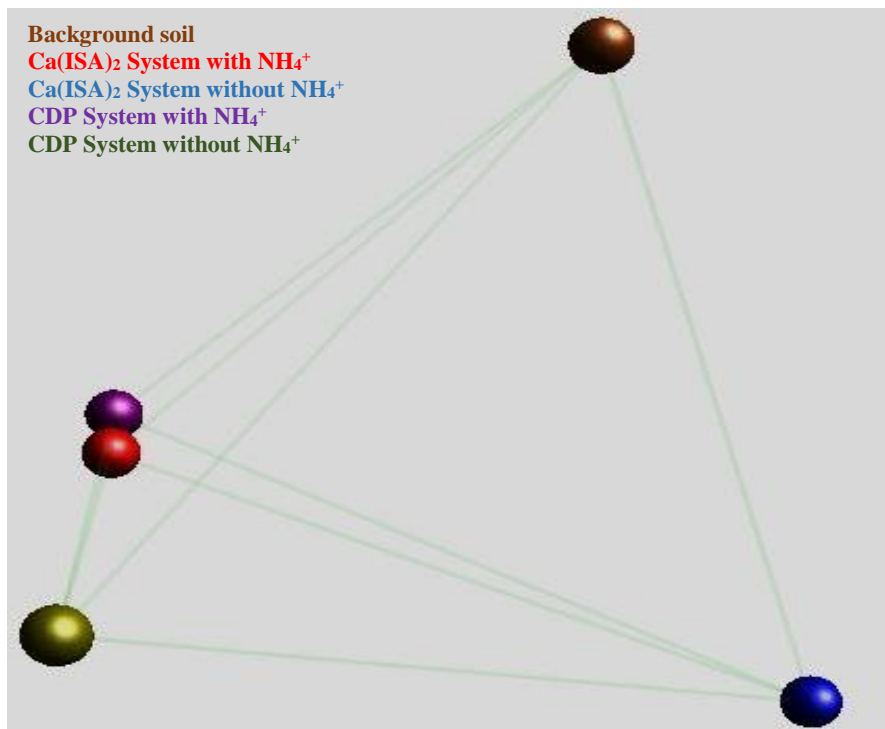 Background soil
Ca(ISA)₂ System with NH₄⁺
Ca(ISA)₂ System without NH₄⁺
CDP System with NH₄⁺
CDP System without NH₄⁺